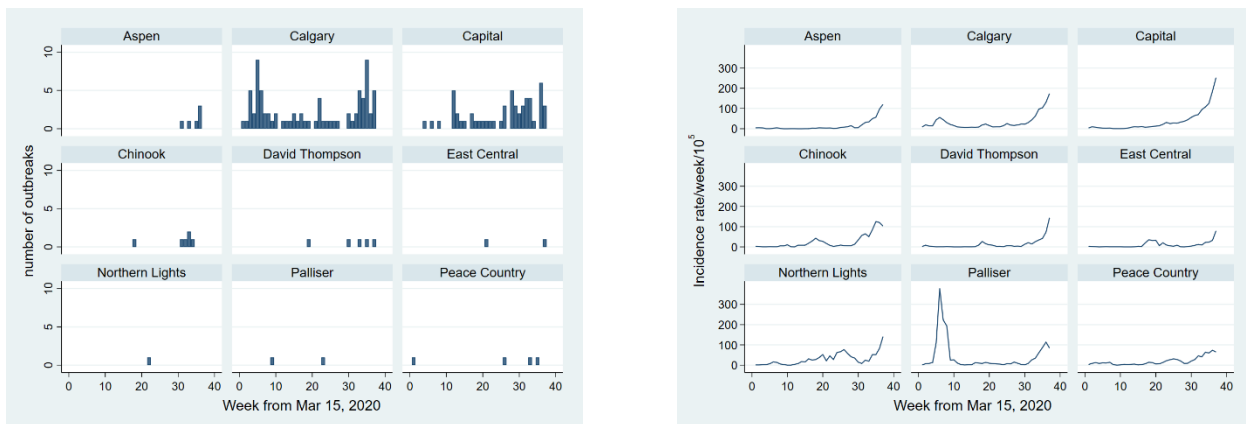 Aspen Calgary Capital
10
5
0
Chinook David Thompson East Central
10
5
0
Northern Lights Palliser Peace Country
10
5
0
0 10 20 30 40 0 10 20 30 40 0 10 20 30 40
number of outbreaks
Week from Mar 15, 2020
Aspen Calgary Capital
300
200
100
0
Chinook David Thompson East Central
300
200
100
0
Northern Lights Palliser Peace Country
300
200
100
0
0 10 20 30 40 0 10 20 30 40 0 10 20 30 40
Incidence rate/week/10⁵
Week from Mar 15, 2020